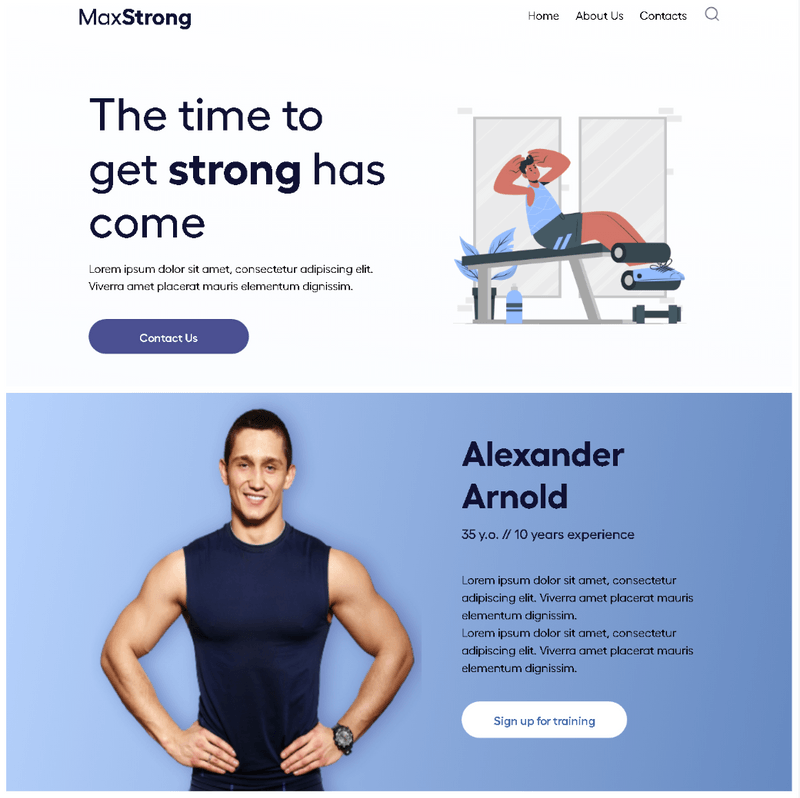 MaxStrong
Home About Us Contacts
The time to
get strong has
come
Lorem ipsum dolor sit amet, consectetur adipiscing elit.
Viverra amet placerat mauris elementum dignissim.
Contact Us
Alexander
Arnold
35 y.o. // 10 years experience
Lorem ipsum dolor sit amet, consectetur
adipiscing elit. Viverra amet placerat mauris
elementum dignissim.
Lorem ipsum dolor sit amet, consectetur
adipiscing elit. Viverra amet placerat mauris
elementum dignissim.
Sign up for training